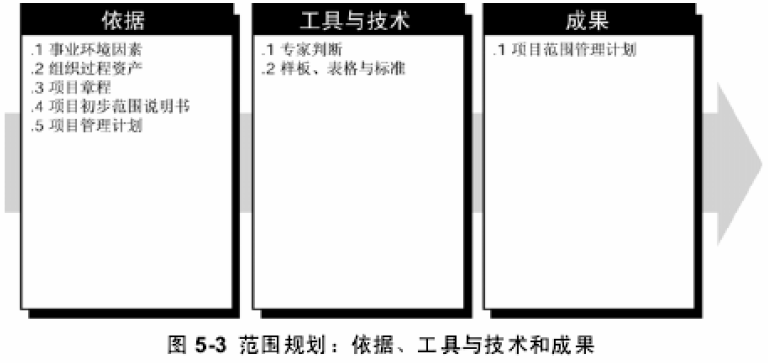 依据
.1 事业环境因素
.2 组织过程资产
.3 项目章程
.4 项目初步范围说明书
.5 项目管理计划
工具与技术
.1 专家判断
.2 样板、表格与标准
成果
.1 项目范围管理计划
图 5-3 范围规划：依据、工具与技术和成果